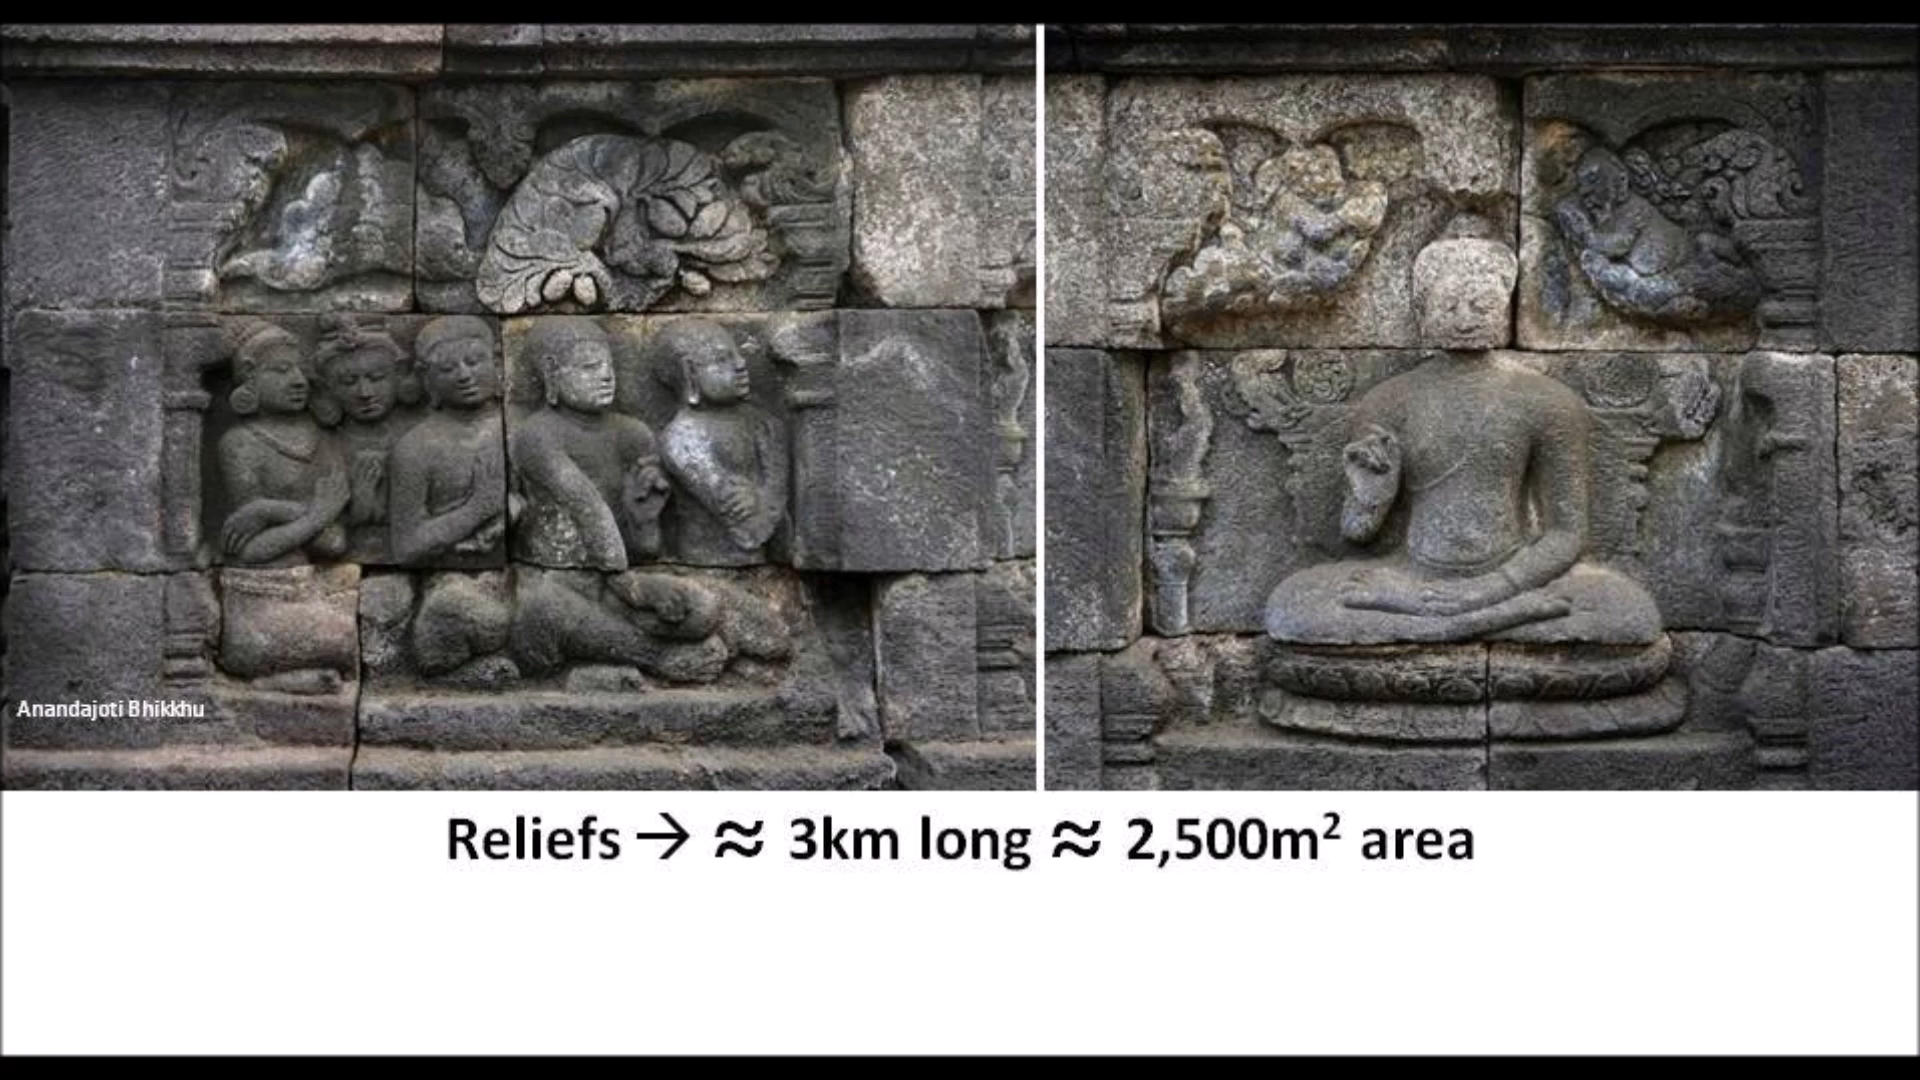 Anandajoti Bhikkhu
Reliefs → ≈ 3km long ≈ 2,500m² area